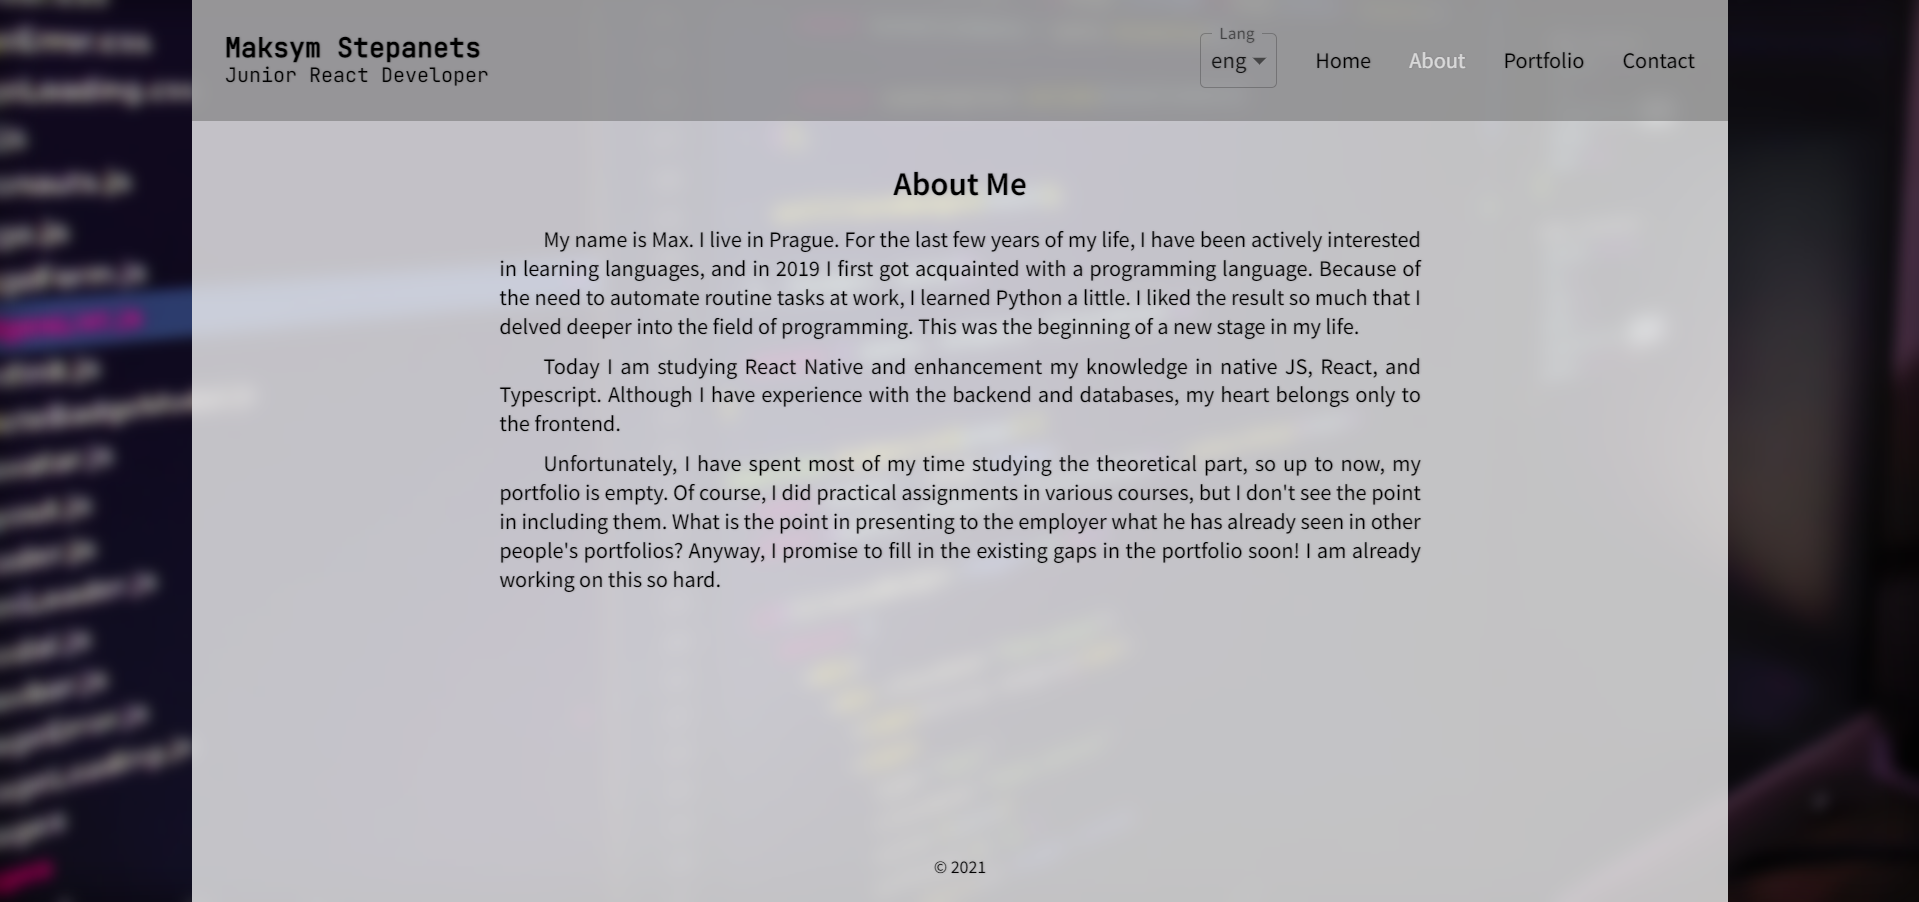 Maksym Stepanets
Junior React Developer
Lang
eng
Home
About
Portfolio
Contact
About Me
My name is Max. I live in Prague. For the last few years of my life, I have been actively interested
in learning languages, and in 2019 I first got acquainted with a programming language. Because of
the need to automate routine tasks at work, I learned Python a little. I liked the result so much that I
delved deeper into the field of programming. This was the beginning of a new stage in my life.
Today I am studying React Native and enhancement my knowledge in native JS, React, and
Typescript. Although I have experience with the backend and databases, my heart belongs only to
the frontend.
Unfortunately, I have spent most of my time studying the theoretical part, so up to now, my
portfolio is empty. Of course, I did practical assignments in various courses, but I don't see the point
in including them. What is the point in presenting to the employer what he has already seen in other
people's portfolios? Anyway, I promise to fill in the existing gaps in the portfolio soon! I am already
working on this so hard.
© 2021